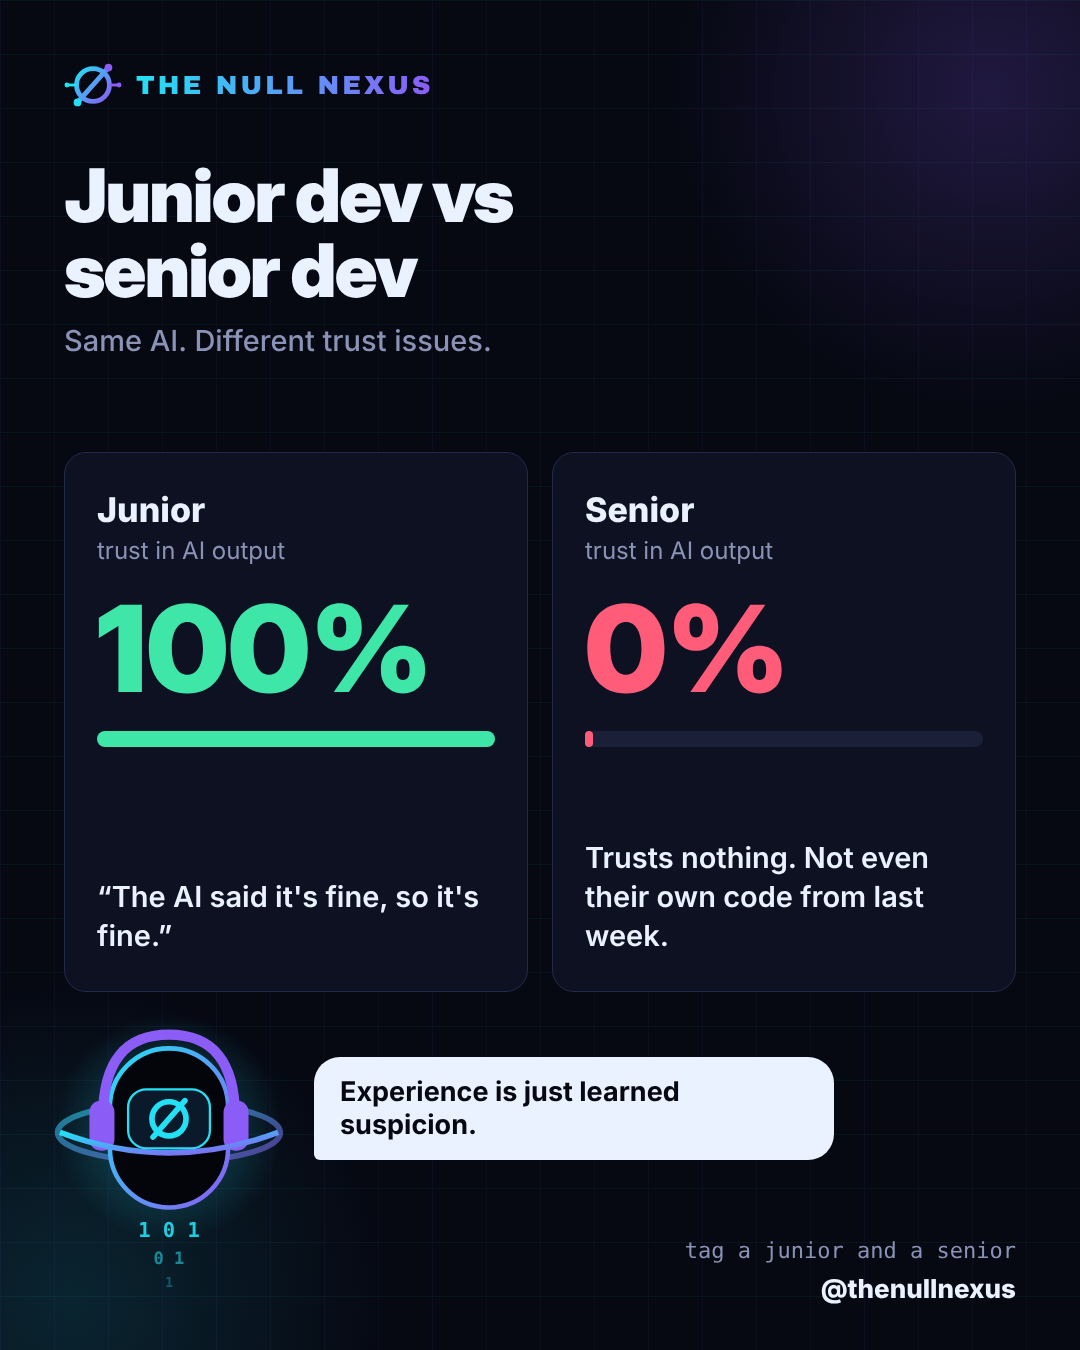 THE NULL NEXUS
Junior dev vs
senior dev
Same AI. Different trust issues.
Junior
trust in AI output
100%
“The AI said it's fine, so it's
fine.”
Senior
trust in AI output
0%
Trusts nothing. Not even
their own code from last
week.
Experience is just learned
suspicion.
1 0 1
0 1
1
tag a junior and a senior
@thenullnexus